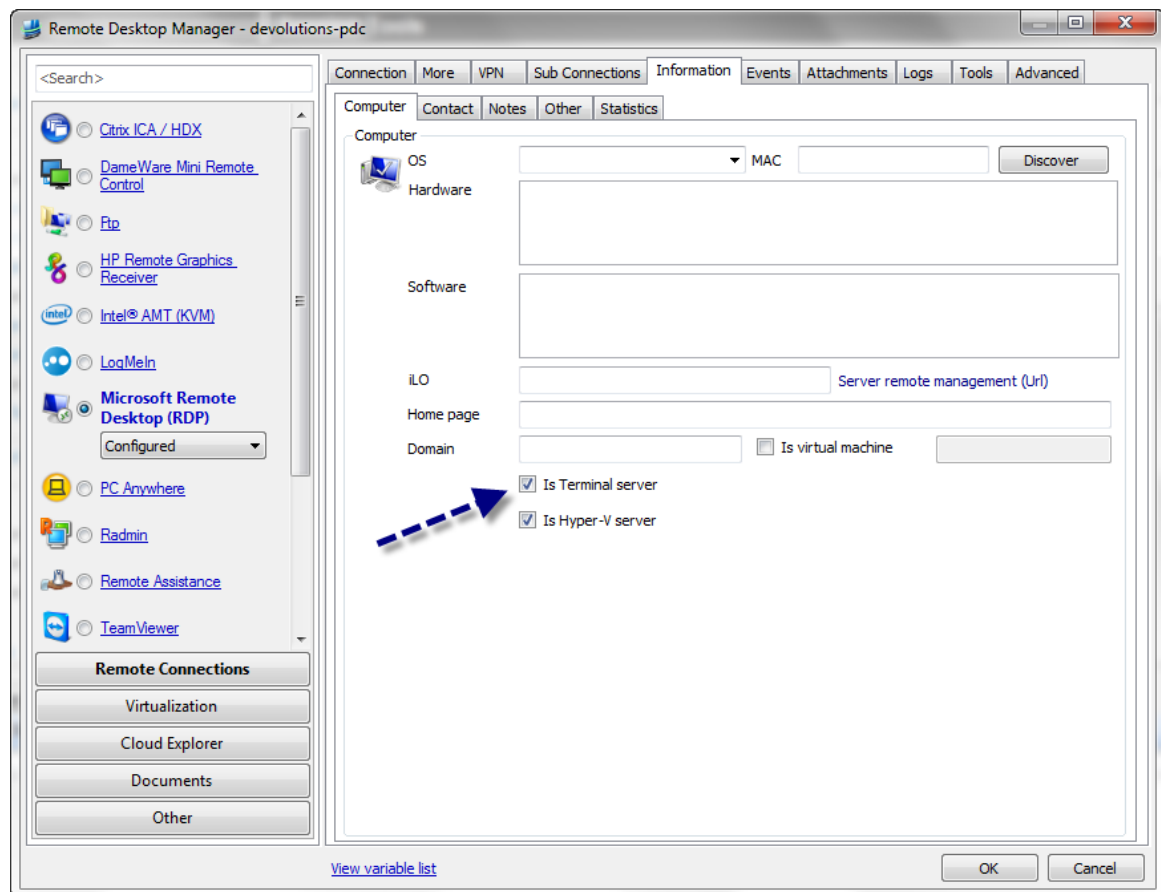 Remote Desktop Manager - devolutions-pdc
<Search>
Citrix ICA / HDX
DameWare Mini Remote
Control
Ftp
HP Remote Graphics
Receiver
intel
Intel® AMT (KVM)
LogMeIn
Microsoft Remote
Desktop (RDP)
Configured
PC Anywhere
Radmin
Remote Assistance
TeamViewer
Remote Connections
Virtualization
Cloud Explorer
Documents
Other
Connection More VPN Sub Connections Information Events Attachments Logs Tools Advanced
Computer Contact Notes Other Statistics
Computer
OS MAC Discover
Hardware
Software
iLO Server remote management (Url)
Home page
Domain Is virtual machine
Is Terminal server
Is Hyper-V server
View variable list
OK Cancel